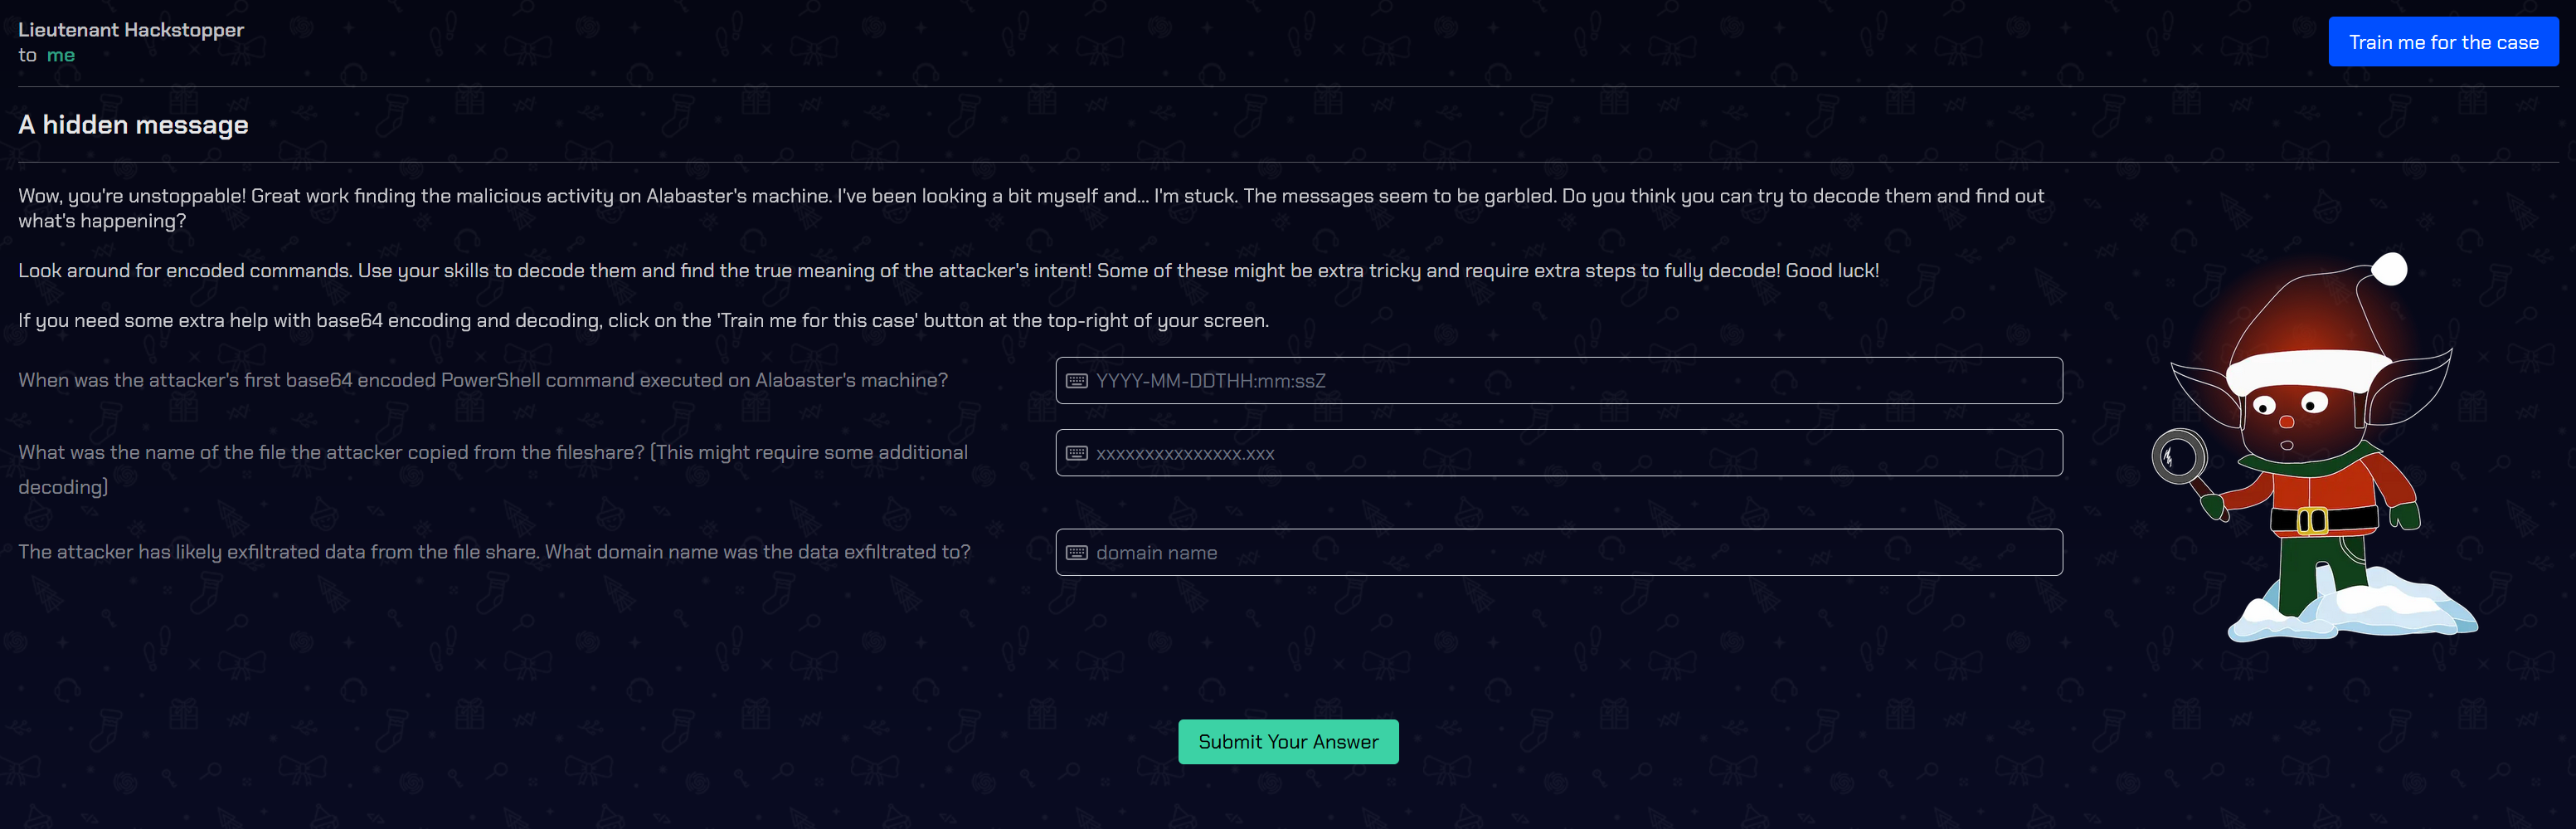 Lieutenant Hackstopper
to me
Train me for the case
A hidden message
Wow, you're unstoppable! Great work finding the malicious activity on Alabaster's machine. I've been looking a bit myself and... I'm stuck. The messages seem to be garbled. Do you think you can try to decode them and find out
what's happening?
Look around for encoded commands. Use your skills to decode them and find the true meaning of the attacker's intent! Some of these might be extra tricky and require extra steps to fully decode! Good luck!
If you need some extra help with base64 encoding and decoding, click on the 'Train me for this case' button at the top-right of your screen.
When was the attacker's first base64 encoded PowerShell command executed on Alabaster's machine?
YYYY-MM-DDTHH:mm:ssZ
What was the name of the file the attacker copied from the fileshare? (This might require some additional
decoding)
xxxxxxxxxxxxxxx.xxx
The attacker has likely exfiltrated data from the file share. What domain name was the data exfiltrated to?
domain name
Submit Your Answer